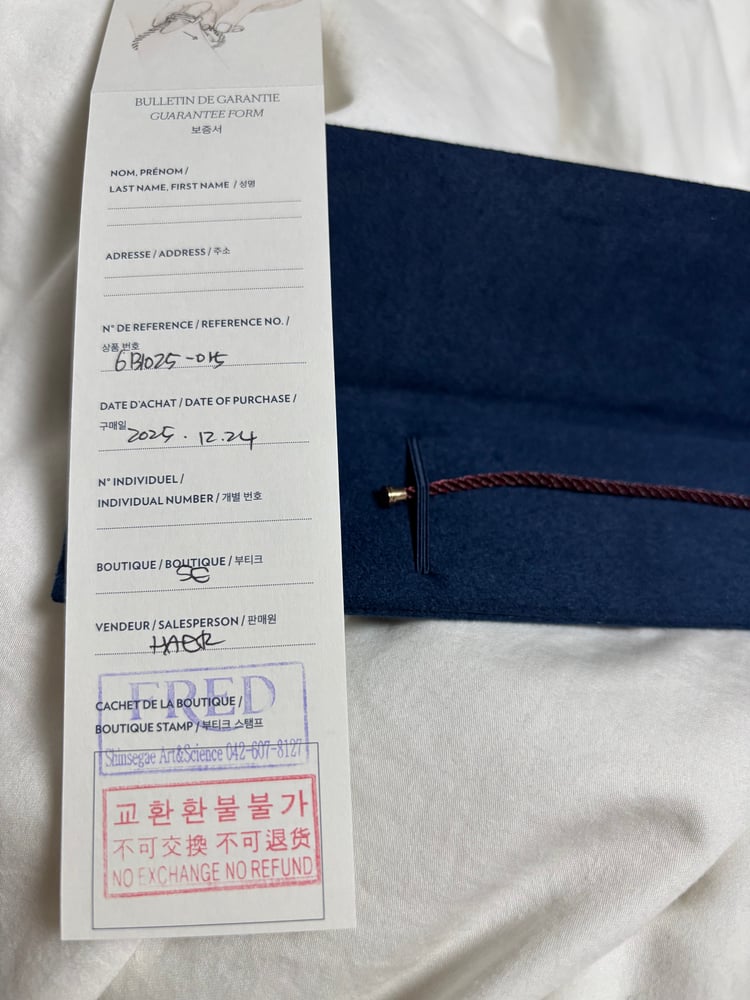 BULLETIN DE GARANTIE
GUARANTEE FORM
보증서
NOM, PRÉNOM /
LAST NAME, FIRST NAME / 성명
ADRESSE / ADDRESS / 주소
N° DE REFERENCE / REFERENCE NO. /
상품 번호
6B1025-015
DATE D'ACHAT / DATE OF PURCHASE /
구매일 2025. 12.24
N° INDIVIDUEL /
INDIVIDUAL NUMBER / 개별 번호
BOUTIQUE / BOUTIQUE / 부티크
VENDEUR / SALESPERSON / 판매원
FRED
CACHET DE LA BOUTIQUE /
BOUTIQUE STAMP / 부티크 스탬프
Shinsegae Art&Science 042-607-8127
교환환불불가
不可交換 不可退货
NO EXCHANGE NO REFUND